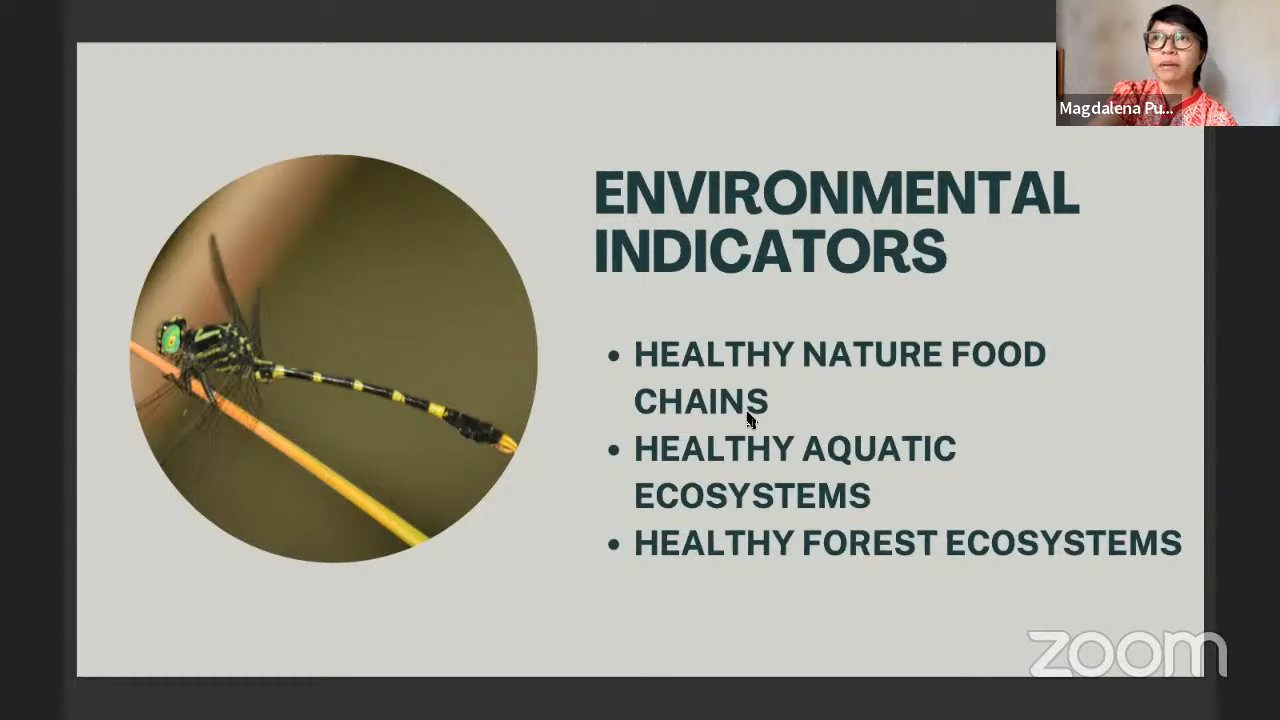 Magdalena Pu...
ENVIRONMENTAL
INDICATORS
• HEALTHY NATURE FOOD
CHAINS
• HEALTHY AQUATIC
ECOSYSTEMS
• HEALTHY FOREST ECOSYSTEMS
zoom